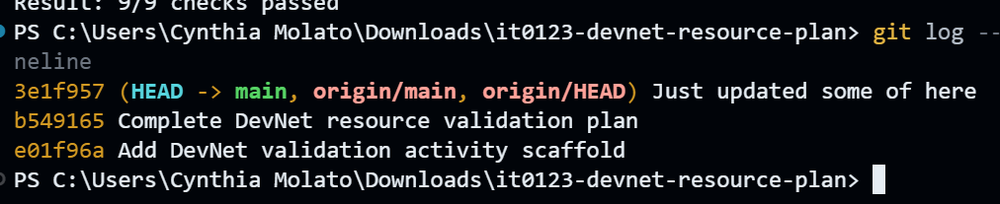 Result: 9/9 checks passed
PS C:\Users\Cynthia Molato\Downloads\it0123-devnet-resource-plan> git log --
neline
3e1f957 (HEAD -> main, origin/main, origin/HEAD) Just updated some of here
b549165 Complete DevNet resource validation plan
e01f96a Add DevNet validation activity scaffold
PS C:\Users\Cynthia Molato\Downloads\it0123-devnet-resource-plan>